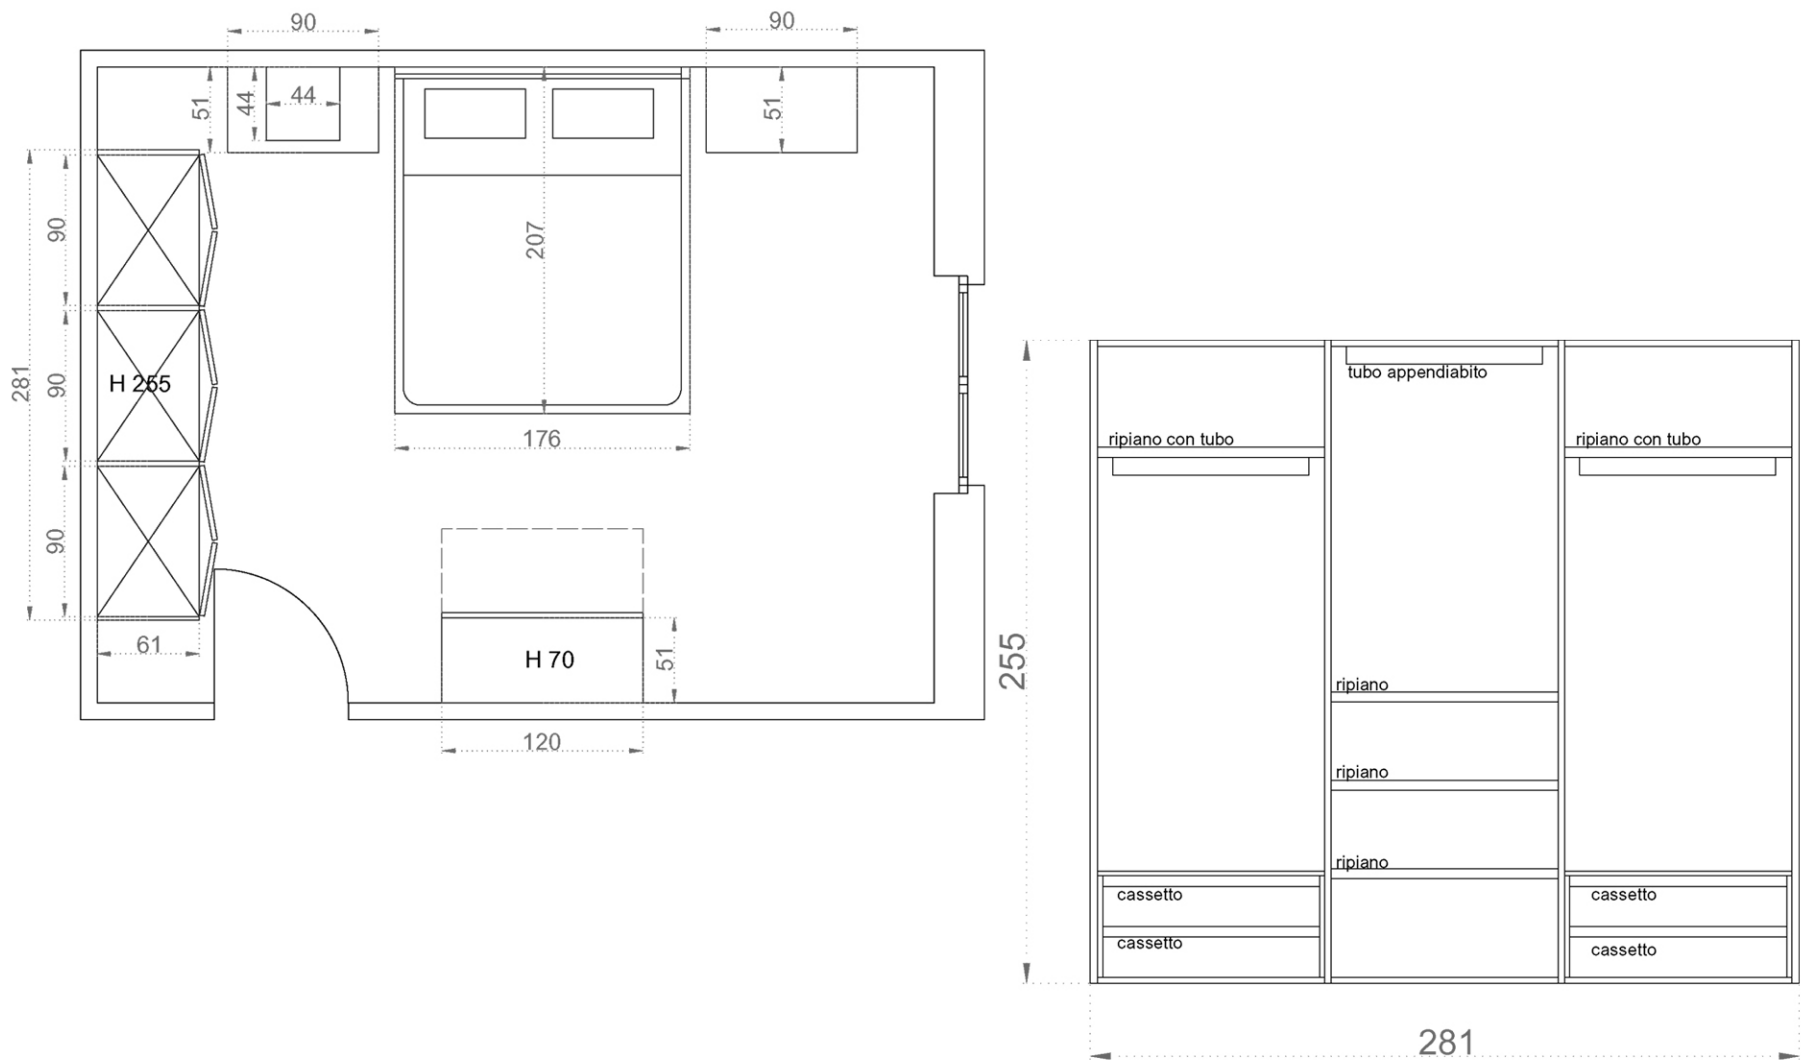 90
90
51
44
44
51
207
281
90
90
90
H 255
176
61
H 70
51
120
255
tubo appendiabito
ripiano con tubo
ripiano con tubo
ripiano
ripiano
ripiano
cassetto
cassetto
cassetto
cassetto
281